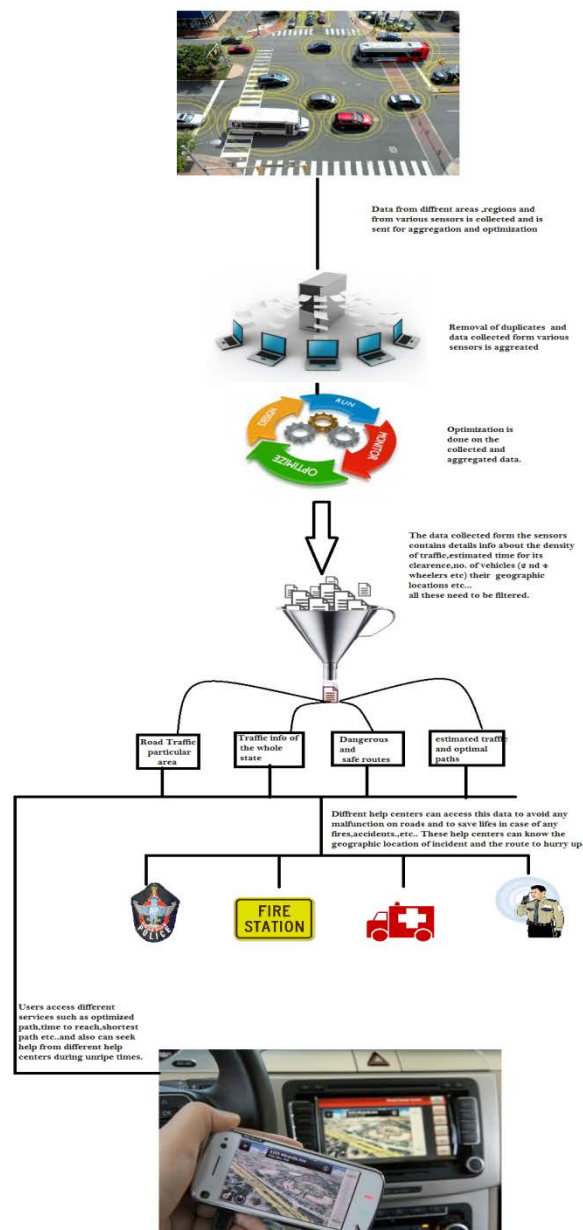 Data from diffrent areas ,regions and
from various sensors is collected and is
sent for aggregation and optimization
Removal of duplicates  and
data collected form various
sensors is aggreated
DESIGN
RUN
MONITOR
OPTIMIZE
Optimization is
done on the
collected and
aggregated data.
The data collected form the sensors
contains details info about the density
of traffic,estimated time for its
clearence,no. of vehicles (2 nd 4
wheelers etc) their  geographic
locations etc...
all these need to be filtered.
Road Traffic
particular
area
Traffic info of
the whole
state
Dangerous
and
safe routes
estimated traffic
and optimal
paths
Diffrent help centers can access this data to avoid any
malfunction on roads and to save lifes in case of any
fires,accidents.,etc.. These help centers can know the
geographic location of incident and the route to hurry up.
POLICE
FIRE
STATION
Users access different
services such as optimized
path,time to reach,shortest
path etc..and also can seek
help from different help
centers during unripe times.